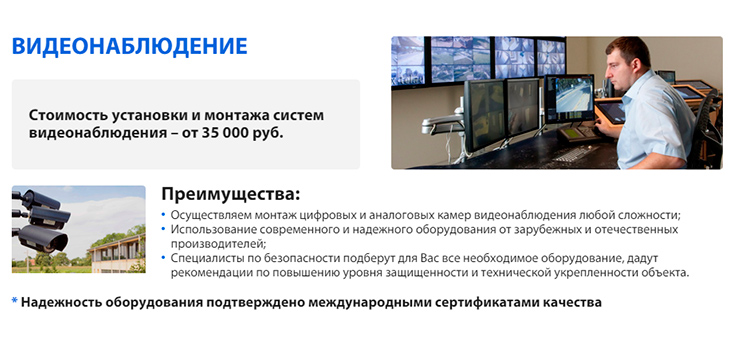 ВИДЕОНАБЛЮДЕНИЕ
Стоимость установки и монтажа систем
видеонаблюдения – от 35 000 руб.
Преимущества:
• Осуществляем монтаж цифровых и аналоговых камер видеонаблюдения любой сложности;
• Использование современного и надежного оборудования от зарубежных и отечественных
производителей;
• Специалисты по безопасности подберут для Вас все необходимое оборудование, дадут
рекомендации по повышению уровня защищенности и технической укрепленности объекта.
* Надежность оборудования подтверждено международными сертификатами качества